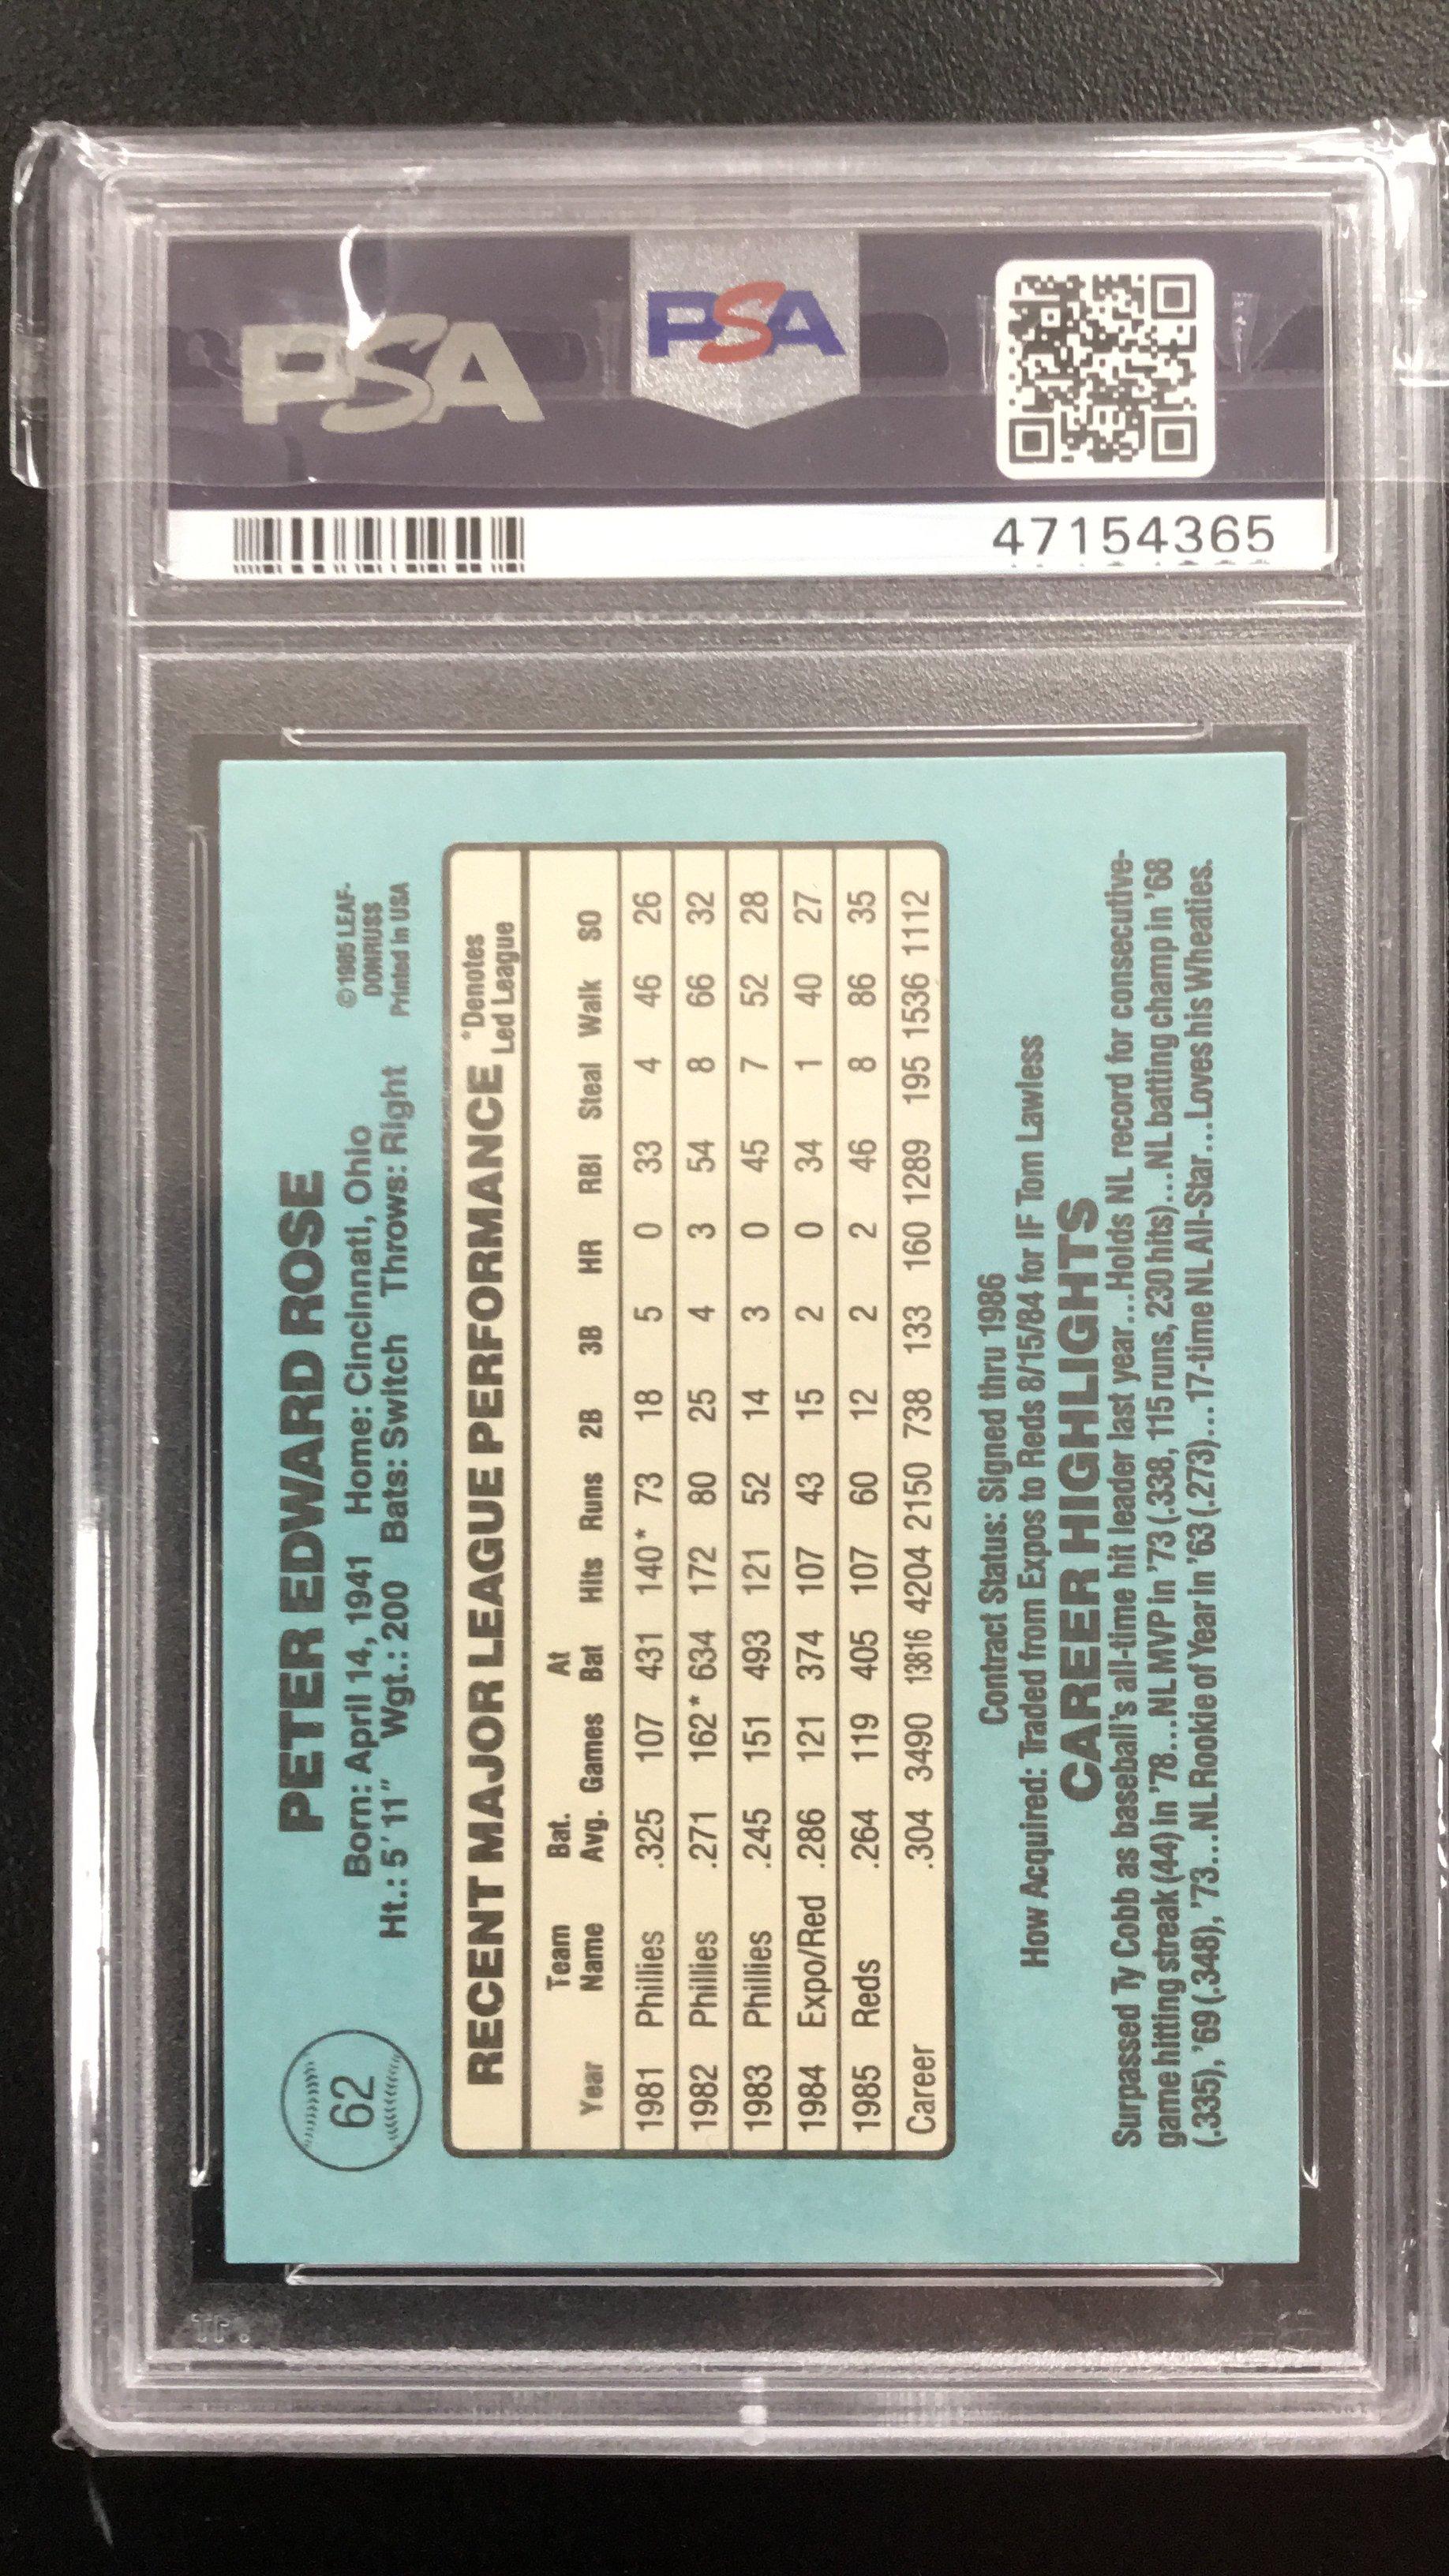 PSA
PSA
47154365
62
PETER EDWARD ROSE
Born: April 14, 1941 Home: Cincinnati, Ohio
Ht.: 5' 11" Wgt.: 200 Bats: Switch Throws: Right
©1985 LEAF-
DONRUSS
Printed in USA
RECENT MAJOR LEAGUE PERFORMANCE *Denotes
Led League
Team Bat. At
Year Name Avg. Games Bat Hits Runs 2B 3B HR RBI Steal Walk SO
1981 Phillies .325 107 431 140* 73 18 5 0 33 4 46 26
1982 Phillies .271 162* 634 172 80 25 4 3 54 8 66 32
1983 Phillies .245 151 493 121 52 14 3 0 45 7 52 28
1984 Expo/Red .286 121 374 107 43 15 2 0 34 1 40 27
1985 Reds .264 119 405 107 60 12 2 2 46 8 86 35
Career .304 3490 13816 4204 2150 738 133 160 1289 195 1536 1112
Contract Status: Signed thru 1986
How Acquired: Traded from Expos to Reds 8/15/84 for IF Tom Lawless
CAREER HIGHLIGHTS
Surpassed Ty Cobb as baseball's all-time hit leader last year...Holds NL record for consecutive-
game hitting streak (44) in '78...NL MVP in '73 (.338, 115 runs, 230 hits)...NL batting champ in '68
(.335), '69 (.348), '73...NL Rookie of Year in '63 (.273)...17-time NL All-Star...Loves his Wheaties.